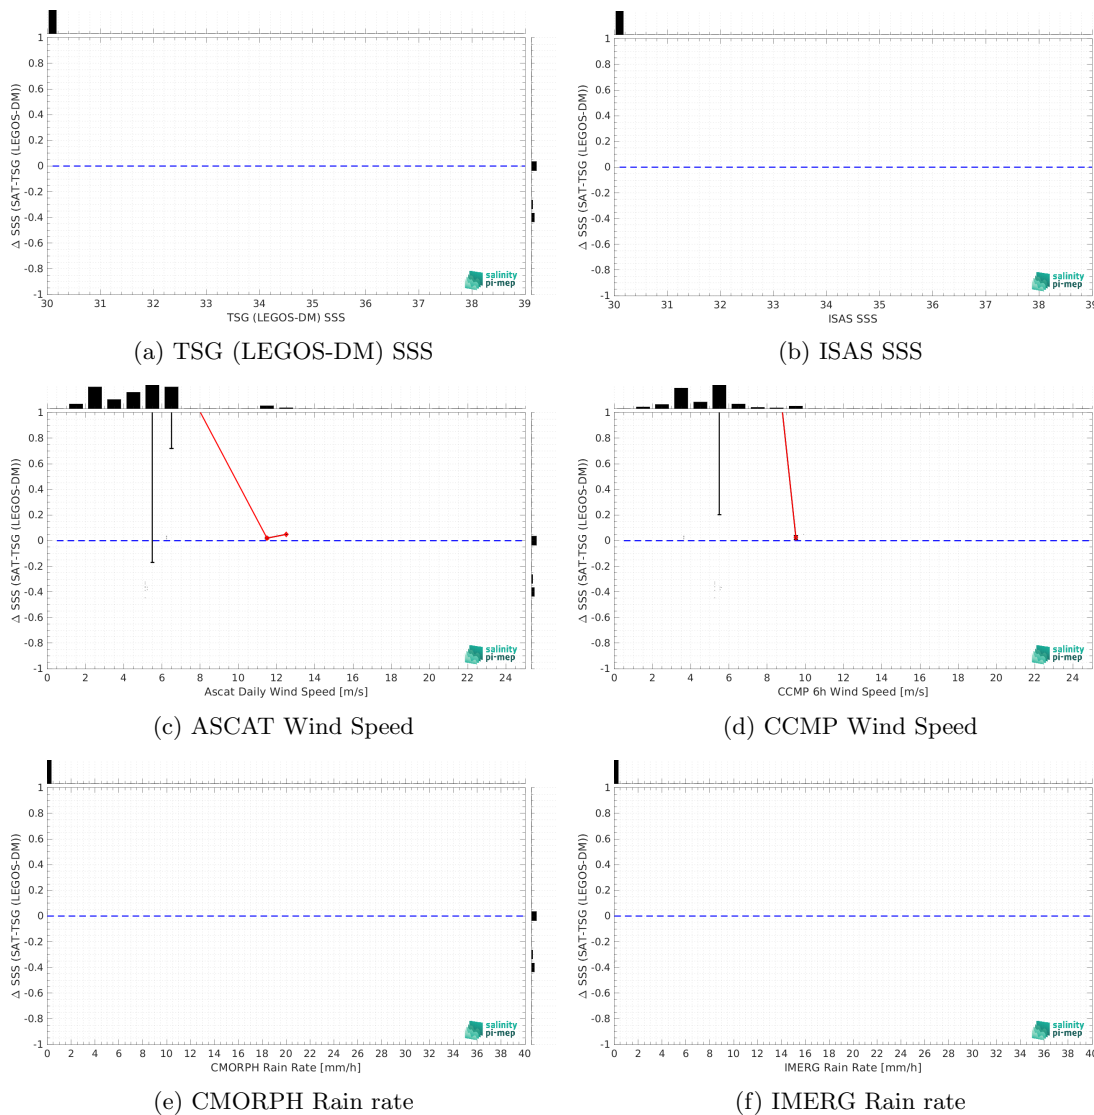 1
0.8
0.6
0.4
0.2
0
-0.2
-0.4
-0.6
-0.8
-1
Δ SSS (SAT-TSG (LEGOS-DM))
salinity
pi-mep
30 31 32 33 34 35 36 37 38 39
TSG (LEGOS-DM) SSS
(a) TSG (LEGOS-DM) SSS
1
0.8
0.6
0.4
0.2
0
-0.2
-0.4
-0.6
-0.8
-1
Δ SSS (SAT-TSG (LEGOS-DM))
salinity
pi-mep
30 31 32 33 34 35 36 37 38 39
ISAS SSS
(b) ISAS SSS
1
0.8
0.6
0.4
0.2
0
-0.2
-0.4
-0.6
-0.8
-1
Δ SSS (SAT-TSG (LEGOS-DM))
salinity
pi-mep
0 2 4 6 8 10 12 14 16 18 20 22 24
Ascat Daily Wind Speed [m/s]
(c) ASCAT Wind Speed
1
0.8
0.6
0.4
0.2
0
-0.2
-0.4
-0.6
-0.8
-1
Δ SSS (SAT-TSG (LEGOS-DM))
salinity
pi-mep
0 2 4 6 8 10 12 14 16 18 20 22 24
CCMP 6h Wind Speed [m/s]
(d) CCMP Wind Speed
1
0.8
0.6
0.4
0.2
0
-0.2
-0.4
-0.6
-0.8
-1
Δ SSS (SAT-TSG (LEGOS-DM))
salinity
pi-mep
0 2 4 6 8 10 12 14 16 18 20 22 24 26 28 30 32 34 36 38 40
CMORPH Rain Rate [mm/h]
(e) CMORPH Rain rate
1
0.8
0.6
0.4
0.2
0
-0.2
-0.4
-0.6
-0.8
-1
Δ SSS (SAT-TSG (LEGOS-DM))
salinity
pi-mep
0 2 4 6 8 10 12 14 16 18 20 22 24 26 28 30 32 34 36 38 40
IMERG Rain Rate [mm/h]
(f) IMERG Rain rate